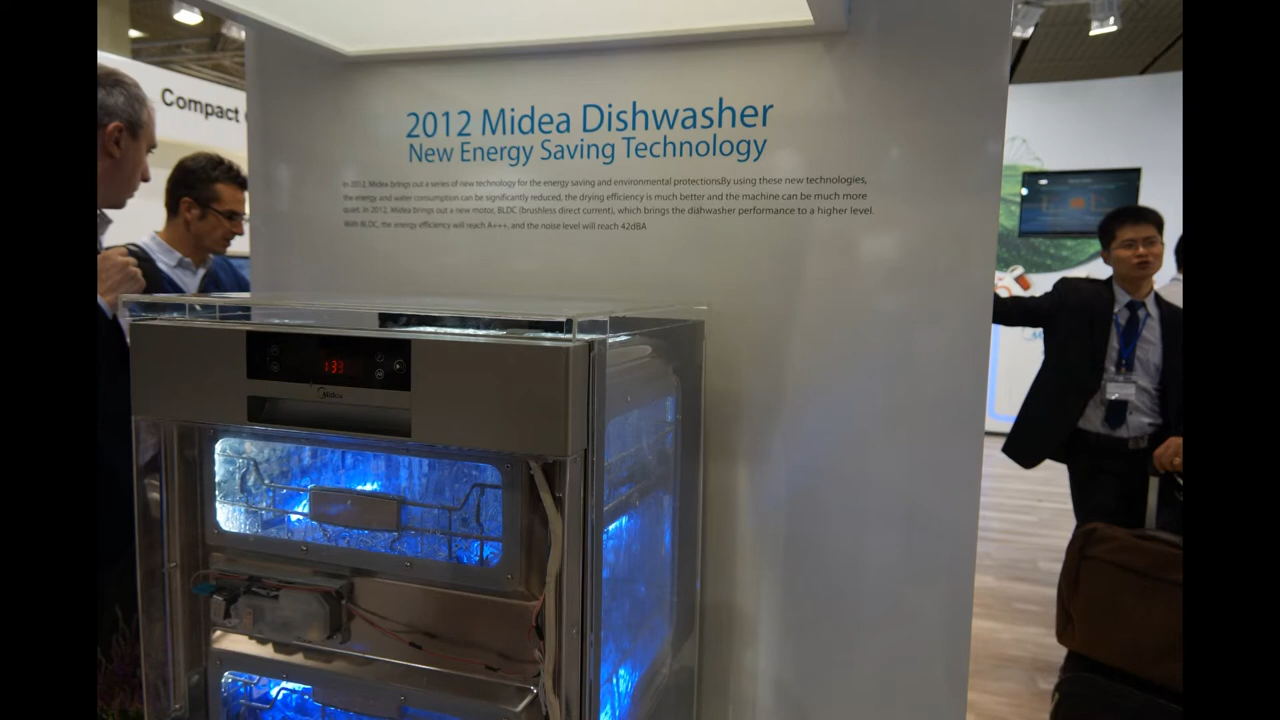 Compact
2012 Midea Dishwasher
New Energy Saving Technology
In 2012, Midea brings out a series of new technology for the energy saving and environmental protectionsBy using these new technologies,
the energy and water consumption can be significantly reduced, the drying efficiency is much better and the machine can be much more
quiet. In 2012, Midea brings out a new motor, BLDC (brushless direct current), which brings the dishwasher performance to a higher level.
With BLDC, the energy efficiency will reach A+++, and the noise level will reach 42dBA
1:33
Midea